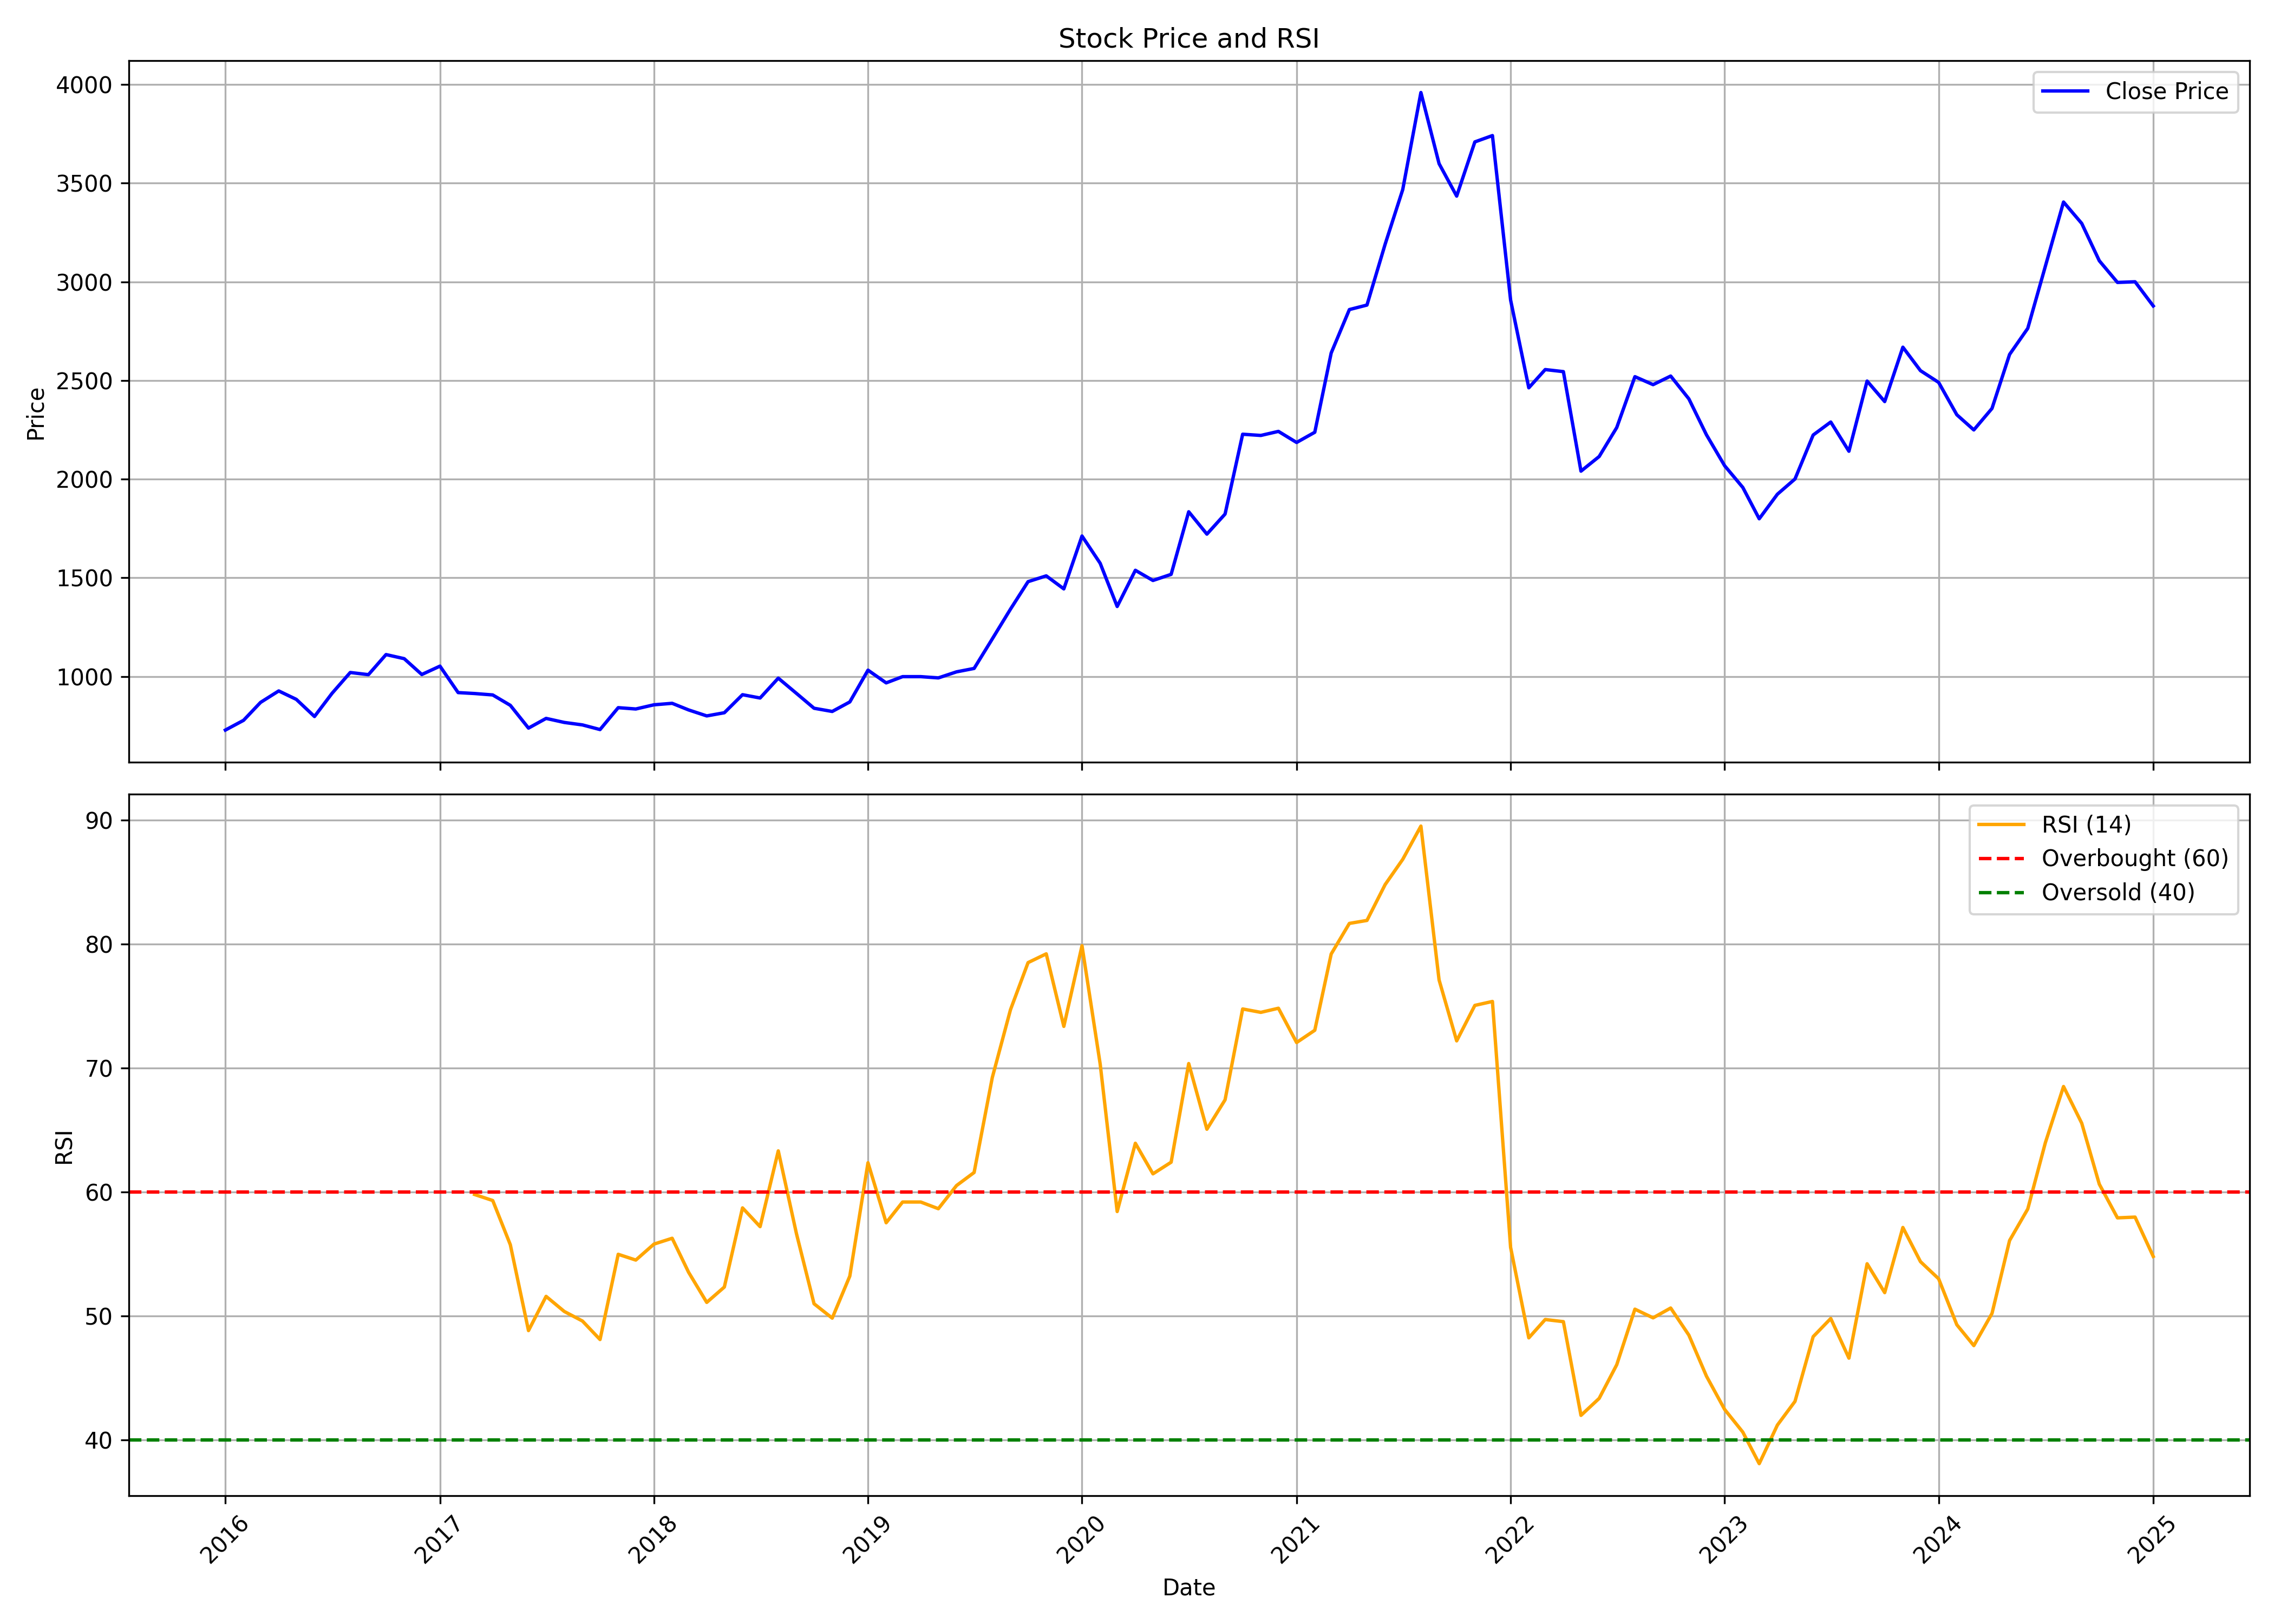 Stock Price and RSI
Close Price
4000
3500
3000
2500
2000
1500
1000
Price
RSI (14)
Overbought (60)
Oversold (40)
90
80
70
60
50
40
RSI
2016
2017
2018
2019
2020
2021
2022
2023
2024
2025
Date